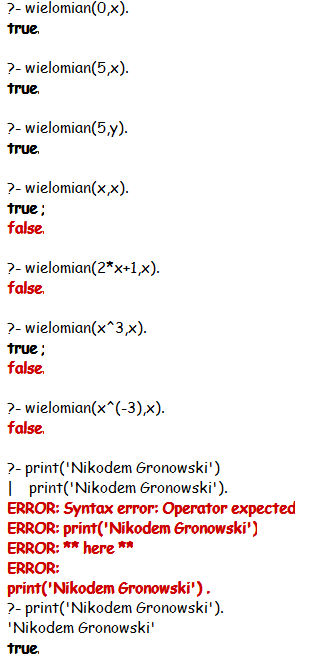 ?- wielomian(0,x).
true.
?- wielomian(5,x).
true.
?- wielomian(5,y).
true.
?- wielomian(x,x).
true ;
false.
?- wielomian(2*x+1,x).
false.
?- wielomian(x^3,x).
true ;
false.
?- wielomian(x^(-3),x).
false.
?- print('Nikodem Gronowski')
| print('Nikodem Gronowski').
ERROR: Syntax error: Operator expected
ERROR: print('Nikodem Gronowski')
ERROR: ** here **
ERROR:
print('Nikodem Gronowski') .
?- print('Nikodem Gronowski').
'Nikodem Gronowski'
true.